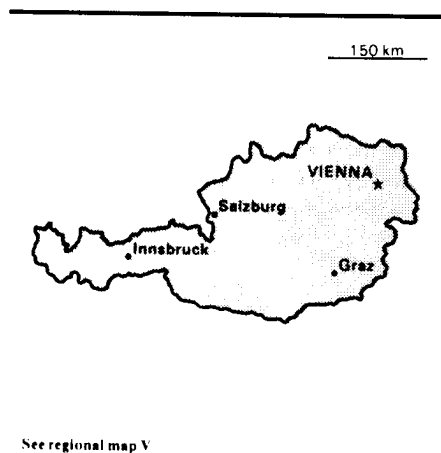 150 km
VIENNA
Salzburg
Innsbruck
Graz
See regional map V